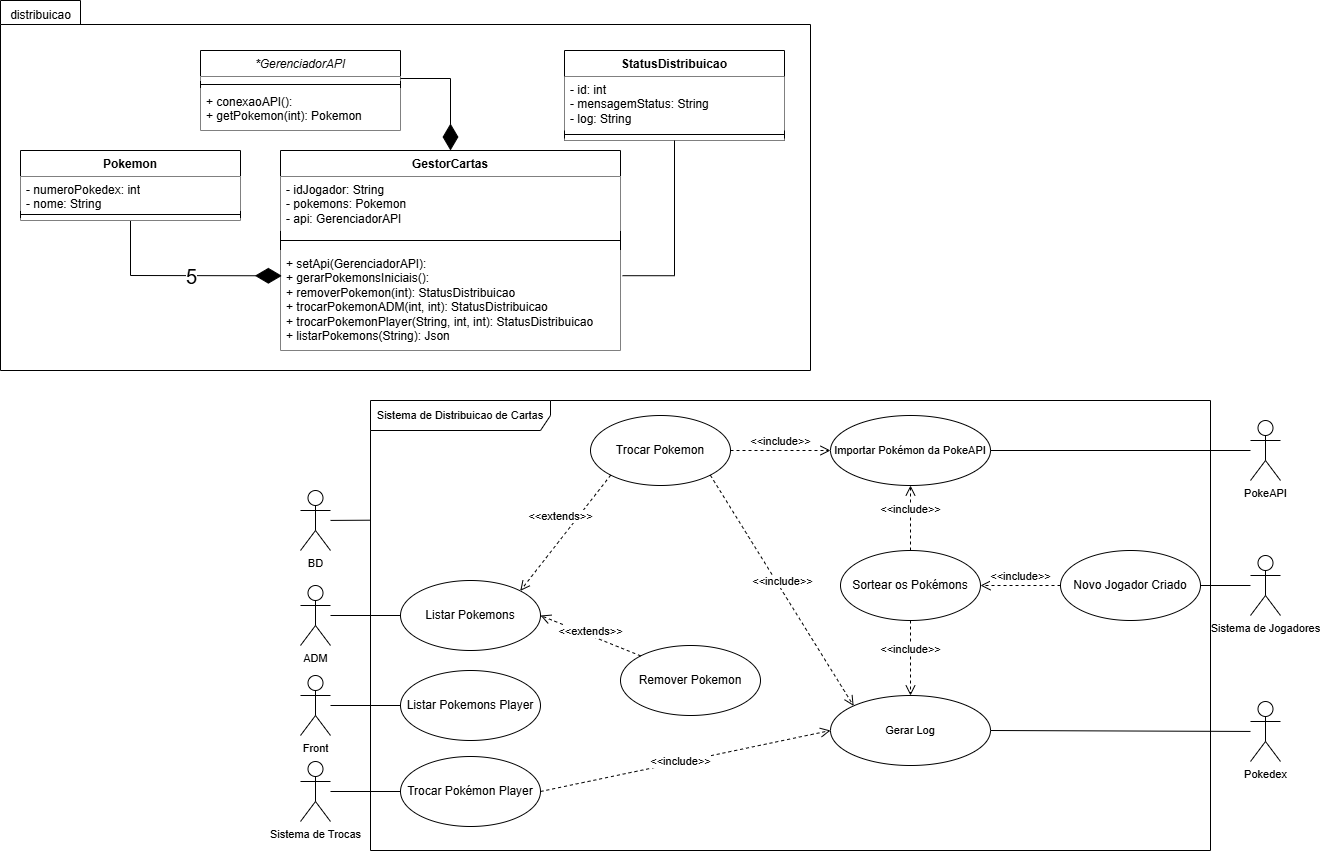 distribuicao
*GerenciadorAPI
+ conexaoAPI():
+ getPokemon(int): Pokemon
StatusDistribuicao
- id: int
- mensagemStatus: String
- log: String
Pokemon
- numeroPokedex: int
- nome: String
GestorCartas
- idJogador: String
- pokemons: Pokemon
- api: GerenciadorAPI
+ setApi(GerenciadorAPI):
+ gerarPokemonsIniciais():
+ removerPokemon(int): StatusDistribuicao
+ trocarPokemonADM(int, int): StatusDistribuicao
+ trocarPokemonPlayer(String, int, int): StatusDistribuicao
+ listarPokemons(String): Json
5
Sistema de Distribuicao de Cartas
Trocar Pokemon
<<include>>
Importar Pokémon da PokeAPI
PokeAPI
<<extends>>
<<include>>
BD
<<include>>
Sortear os Pokémons
<<include>>
Novo Jogador Criado
Sistema de Jogadores
Listar Pokemons
ADM
<<extends>>
<<include>>
Remover Pokemon
Listar Pokemons Player
Front
Gerar Log
Pokedex
<<include>>
Trocar Pokémon Player
Sistema de Trocas